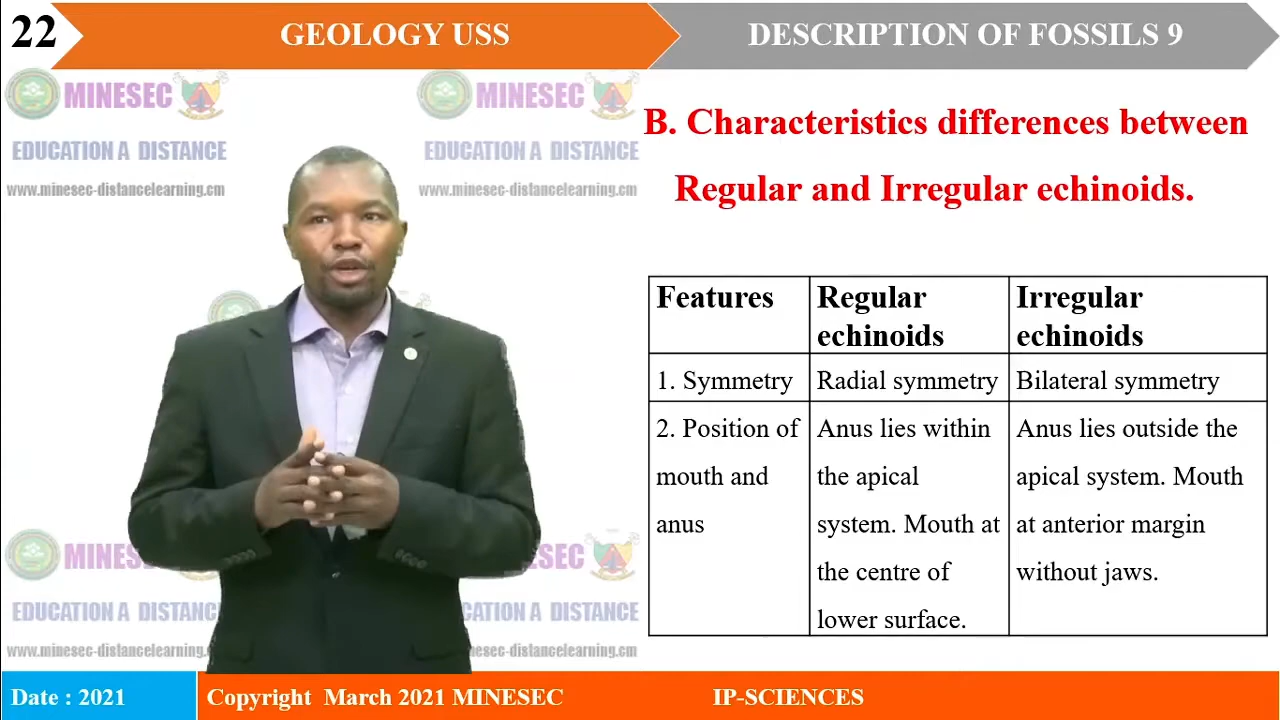 22
GEOLOGY USS
DESCRIPTION OF FOSSILS 9
MINESEC
MINESEC
EDUCATION A DISTANCE
EDUCATION A DISTANCE
www.minesec-distancelearning.cm
www.minesec-distancelearning.cm
B. Characteristics differences between
Regular and Irregular echinoids.
Features
Regular
echinoids
Irregular
echinoids
1. Symmetry
Radial symmetry
Bilateral symmetry
2. Position of
mouth and
anus
Anus lies within
the apical
system. Mouth at
the centre of
lower surface.
Anus lies outside the
apical system. Mouth
at anterior margin
without jaws.
MINES
MINESEC
EDUCATION A DISTANC
CATION A DISTANCE
www.minesec-distancelearning
minesec-distancelearning.cm
Date : 2021
Copyright March 2021 MINESEC
IP-SCIENCES